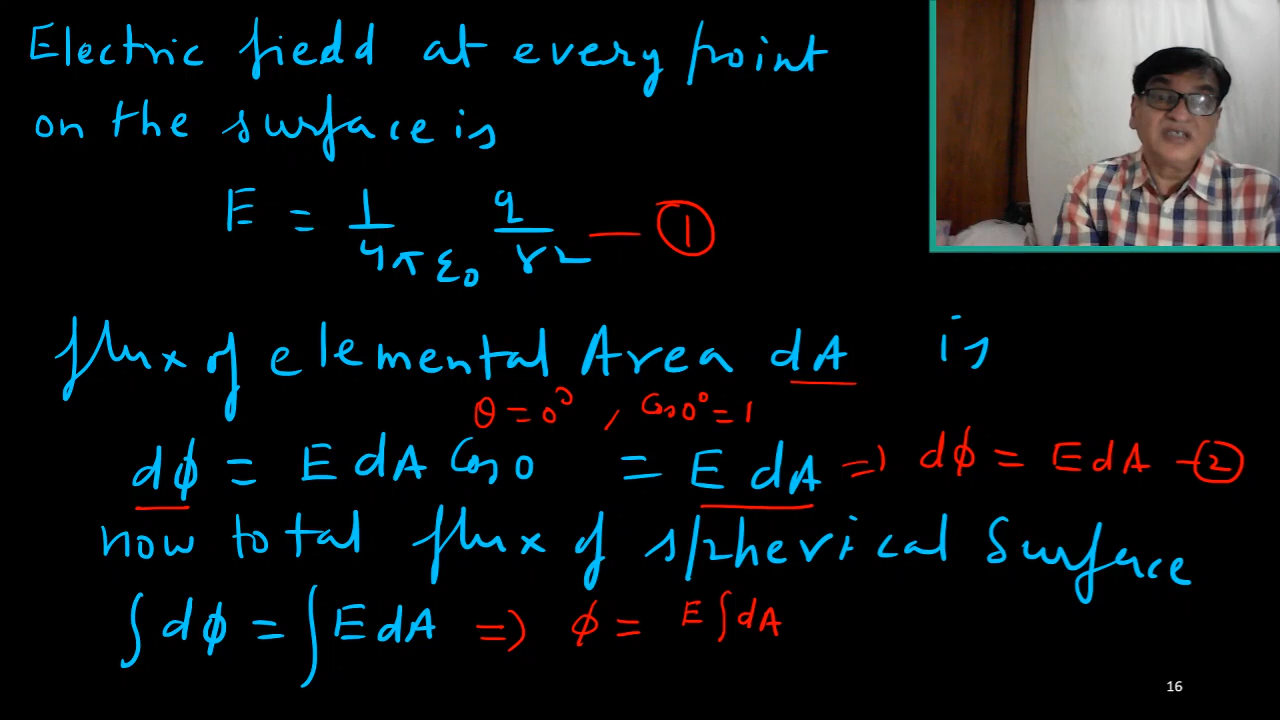 Electric field at every point
on the surface is
E = 1/4πε₀ q/r² — ①
flux of elemental Area dA is
θ = 0°, Cos0° = 1
dφ = E dA Cos 0 = E dA => dφ = E dA - ②
now total flux of spherical Surface
∫ dφ = ∫ E dA => φ = E ∫ dA
16